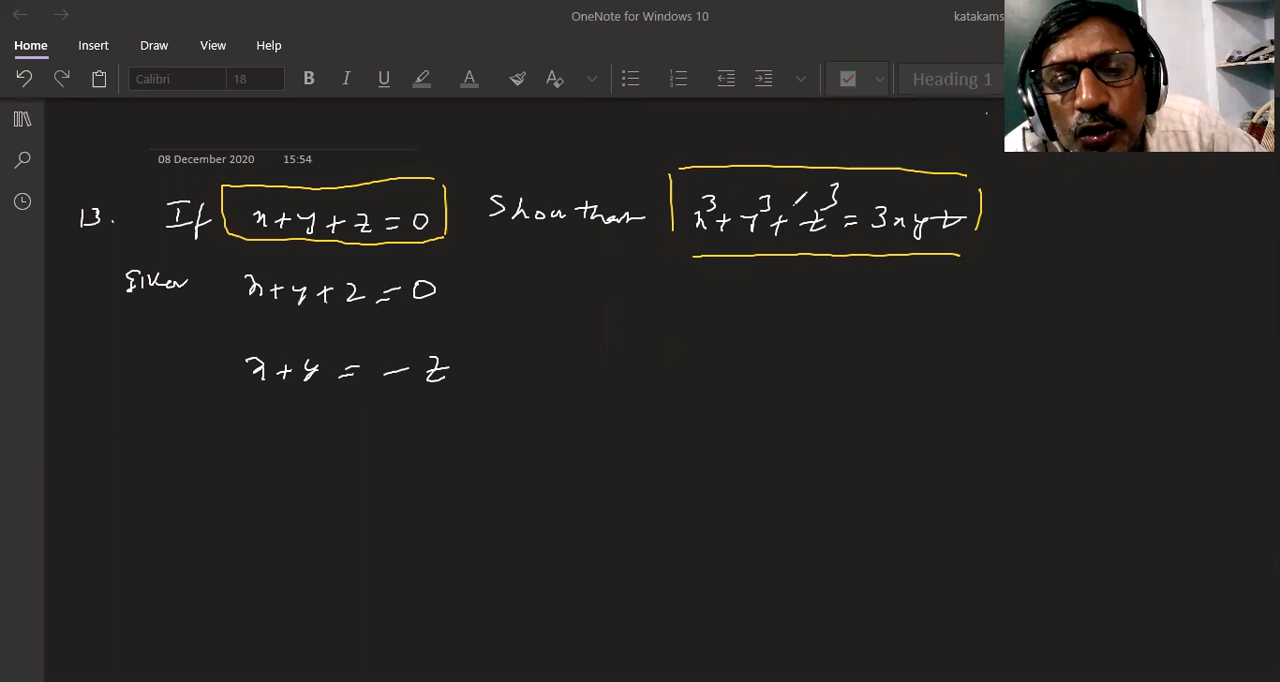 OneNote for Windows 10
katakams
Home Insert Draw View Help
Calibri 18 B I U A A Heading 1
08 December 2020 15:54
13. If x+y+z=0 Show that x³+y³+z³=3xyz
Given x+y+z=0
x+y=-z